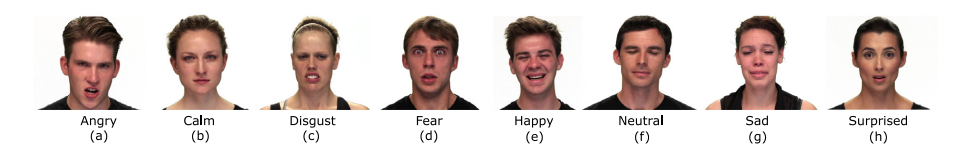 Angry Calm Disgust Fear Happy Neutral Sad Surprised
(a) (b) (c) (d) (e) (f) (g) (h)